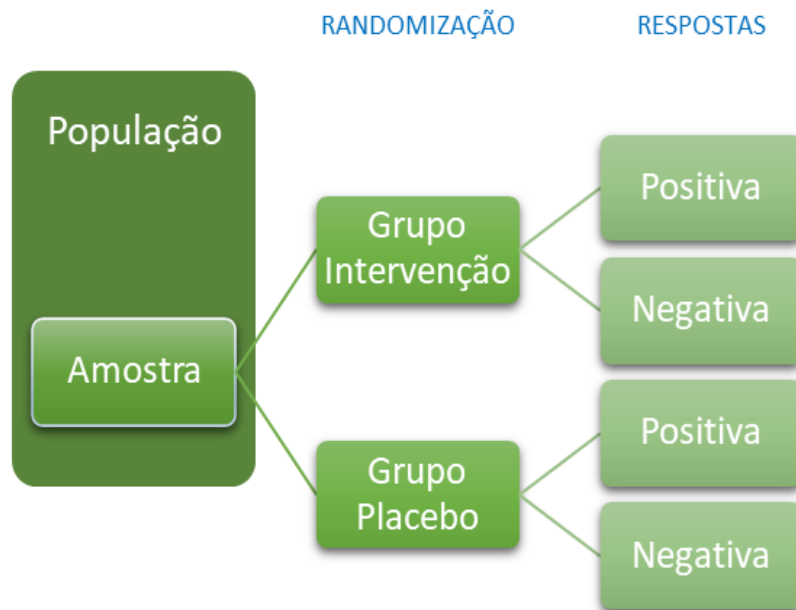 RANDOMIZAÇÃO
RESPOSTAS
População
Amostra
Grupo
Intervenção
Positiva
Negativa
Grupo
Placebo
Positiva
Negativa